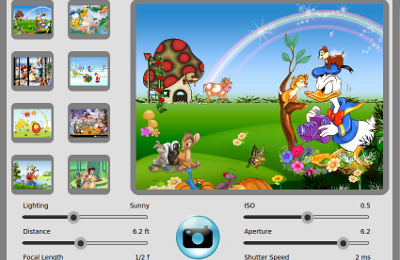 Lighting Sunny
ISO 0.5
Distance 6.2 ft
Aperture 6.2
Focal Length 1/2 f
Shutter Speed 2 ms